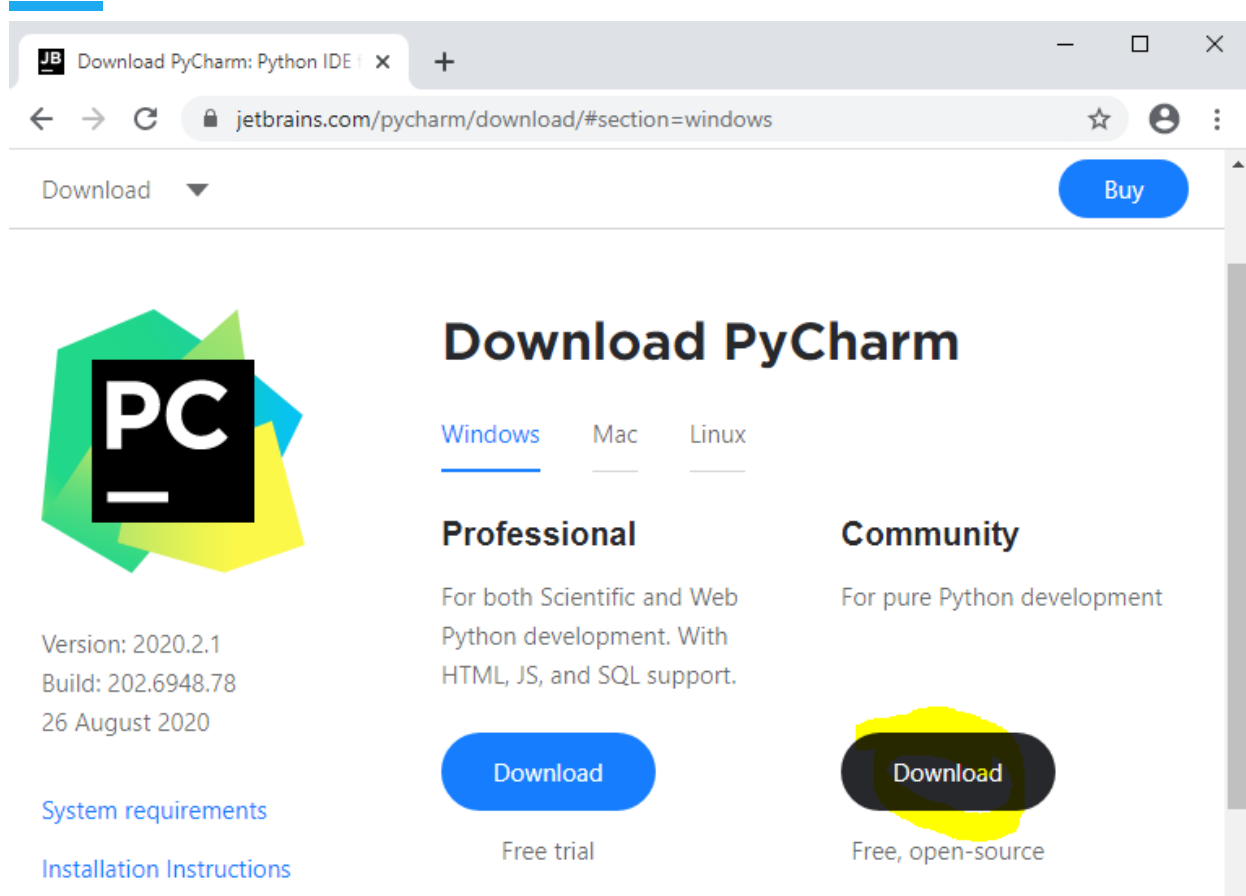 JB Download PyCharm: Python IDE f
jetbrains.com/pycharm/download/#section=windows
Download
Buy
PC
Download PyCharm
Windows Mac Linux
Professional
For both Scientific and Web
Python development. With
HTML, JS, and SQL support.
Download
Free trial
Community
For pure Python development
Download
Free, open-source
Version: 2020.2.1
Build: 202.6948.78
26 August 2020
System requirements
Installation Instructions